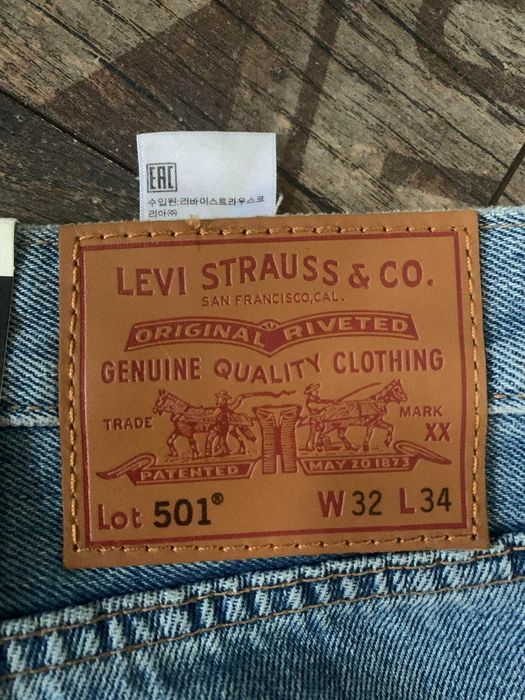 EAC
수입원:리바이스트라우스코
리아㈜
LEVI STRAUSS & CO.
SAN FRANCISCO, CAL.
ORIGINAL RIVETED
GENUINE QUALITY CLOTHING
TRADE MARK
XX
PATENTED MAY 20 1873
Lot 501® W32 L34